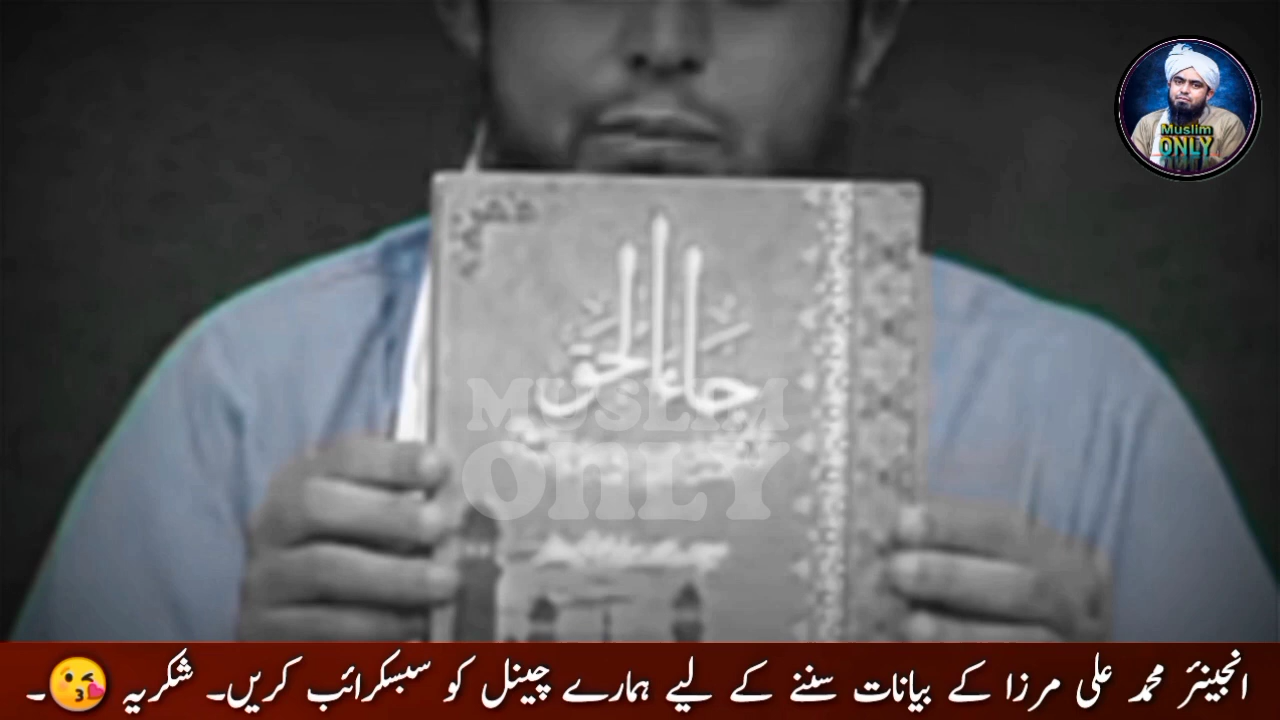 Muslim
ONLY
جاء الحق
MUSLIM
ONLY
انجینئر محمد علی مرزا کے بیانات سننے کے لیے ہمارے چینل کو سبسکرائب کریں۔ شکریہ 😘۔